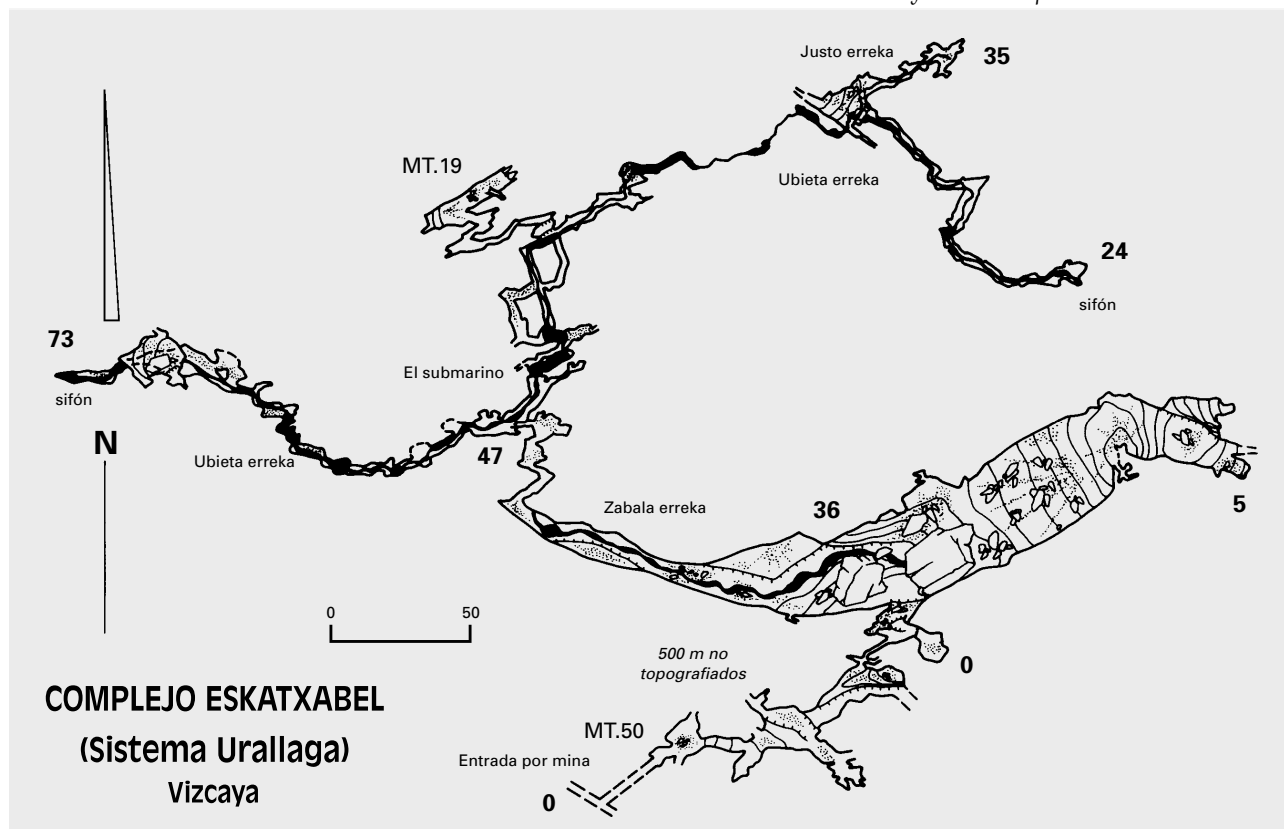 Justo erreka
35
MT.19
Ubieta erreka
24
sifón
73
El submarino
sifón
N
Ubieta erreka
47
5
Zabala erreka
36
0 50
500 m no
topografiados
0
COMPLEJO ESKATXABEL
(Sistema Urallaga)
Vizcaya
MT.50
Entrada por mina
0